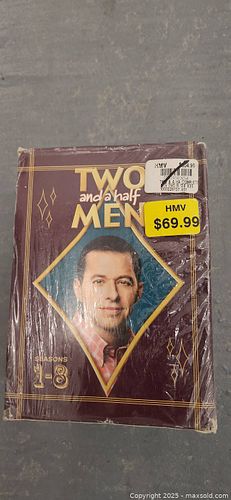 HMV
TWO
and a half
MEN
HMV
$69.99
SEASONS
1-8
Copyright © 2025 - maxsold.com